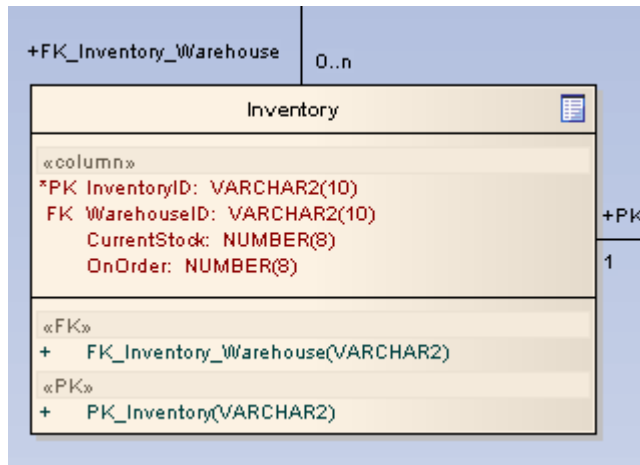 +FK_Inventory_Warehouse
0..n
Inventory
«column»
*PK InventoryID: VARCHAR2(10)
FK WarehouseID: VARCHAR2(10)
CurrentStock: NUMBER(8)
OnOrder: NUMBER(8)
+PK
1
«FK»
+ FK_Inventory_Warehouse(VARCHAR2)
«PK»
+ PK_Inventory(VARCHAR2)